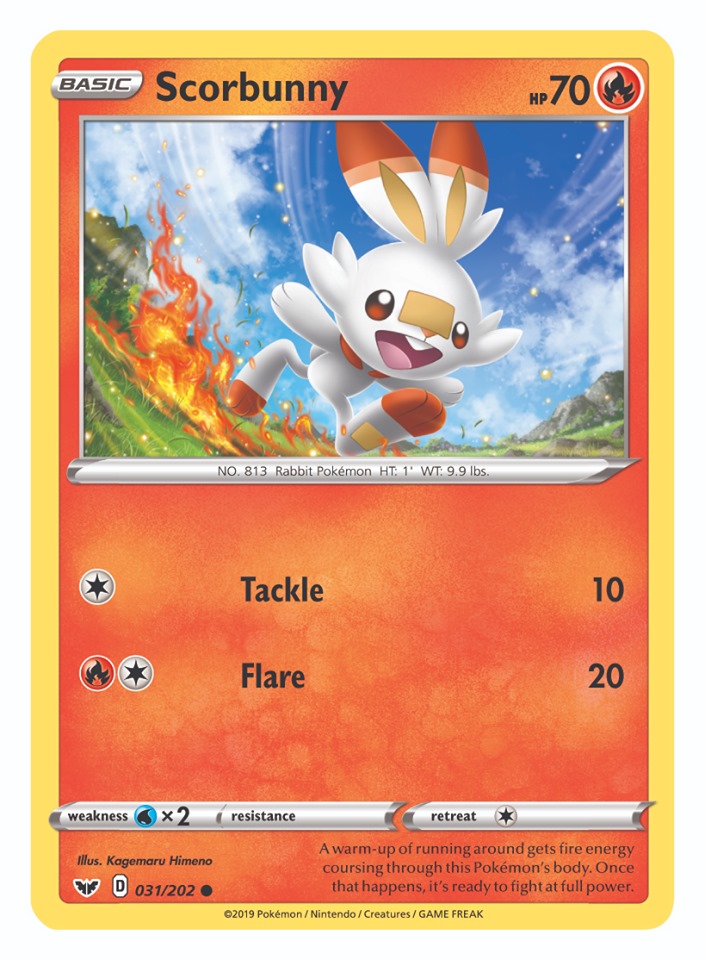 BASIC Scorbunny HP 70
NO. 813 Rabbit Pokémon HT: 1' WT: 9.9 lbs.
Tackle 10
Flare 20
weakness ×2 resistance retreat
Illus. Kagemaru Himeno
A warm-up of running around gets fire energy
coursing through this Pokémon's body. Once
that happens, it's ready to fight at full power.
D 031/202
©2019 Pokémon / Nintendo / Creatures / GAME FREAK